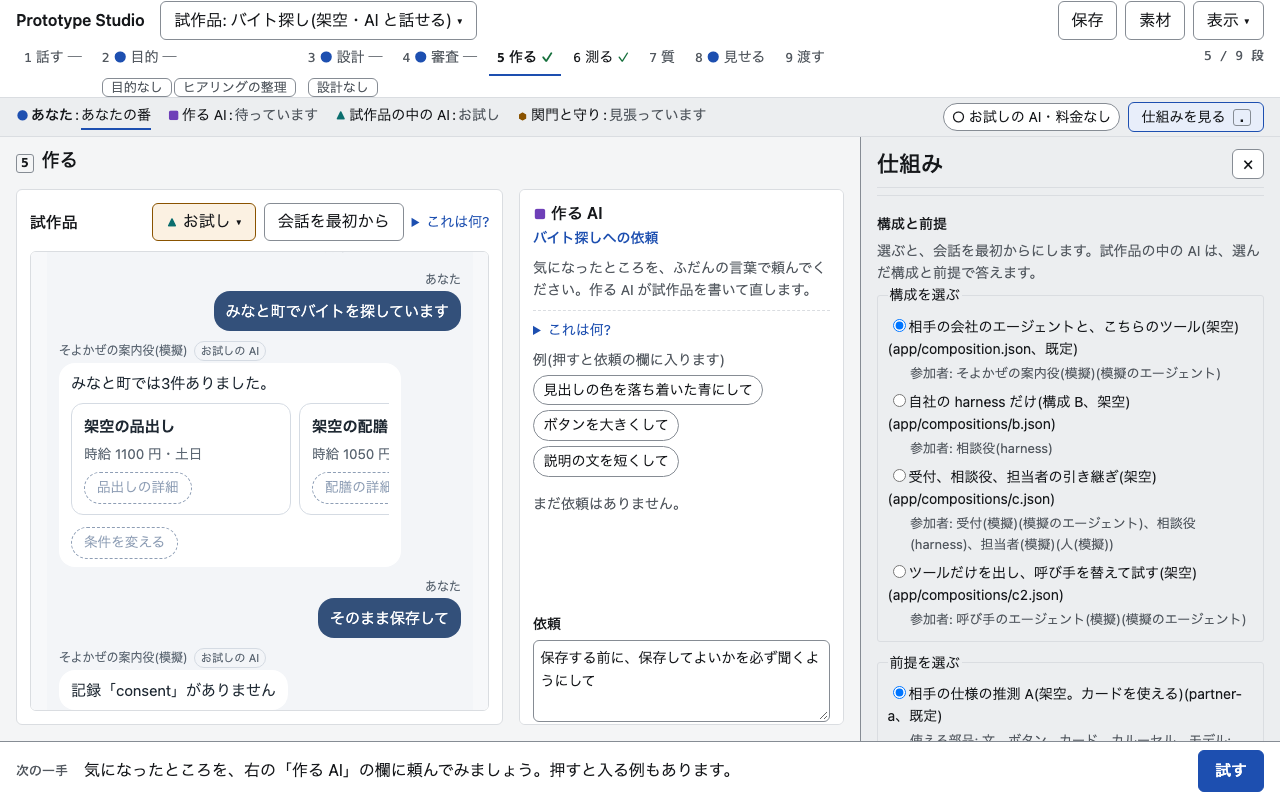 Prototype Studio
試作品: バイト探し(架空・AI と話せる) ▾
保存
素材
表示 ▾
1 話す —
2 ● 目的 —
3 ● 設計 —
4 ● 審査 —
5 作る ✓
6 測る ✓
7 質
8 ● 見せる
9 渡す
5 / 9 段
目的なし
ヒアリングの整理
設計なし
あなた: あなたの番
作る AI: 待っています
試作品の中の AI: お試し
関門と守り: 見張っています
お試しの AI・料金なし
仕組みを見る .
5 作る
試作品
▲ お試し ▾
会話を最初から
▶ これは何?
あなた
みなと町でバイトを探しています
そよかぜの案内役(模擬) お試しの AI
みなと町では3件ありました。
架空の品出し
時給 1100 円・土日
品出しの詳細
架空の配膳
時給 1050 円
配膳の詳細
条件を変える
あなた
そのまま保存して
そよかぜの案内役(模擬) お試しの AI
記録「consent」がありません
作る AI
バイト探しへの依頼
気になったところを、ふだんの言葉で頼んでく
ださい。作る AI が試作品を書いて直します。
▶ これは何?
例(押すと依頼の欄に入ります)
見出しの色を落ち着いた青にして
ボタンを大きくして
説明の文を短くして
まだ依頼はありません。
依頼
保存する前に、保存してよいかを必ず聞くよ
うにして
仕組み
×
構成と前提
選ぶと、会話を最初からにします。試作品の中の AI は、選ん
だ構成と前提で答えます。
構成を選ぶ
相手の会社のエージェントと、こちらのツール(架空)
(app/composition.json、既定)
参加者: そよかぜの案内役(模擬)(模擬のエージェント)
自社の harness だけ(構成 B、架空)
(app/compositions/b.json)
参加者: 相談役(harness)
受付、相談役、担当者の引き継ぎ(架空)
(app/compositions/c.json)
参加者: 受付(模擬)(模擬のエージェント)、相談役
(harness)、担当者(模擬)(人(模擬))
ツールだけを出し、呼び手を替えて試す(架空)
(app/compositions/c2.json)
参加者: 呼び手のエージェント(模擬)(模擬のエージェント)
前提を選ぶ
相手の仕様の推測 A(架空。カードを使える)(partner-
a、既定)
使える部品: 文、ボタン、カード、カルーセル、モデル:
次の一手
気になったところを、右の「作る AI」の欄に頼んでみましょう。押すと入る例もあります。
試す